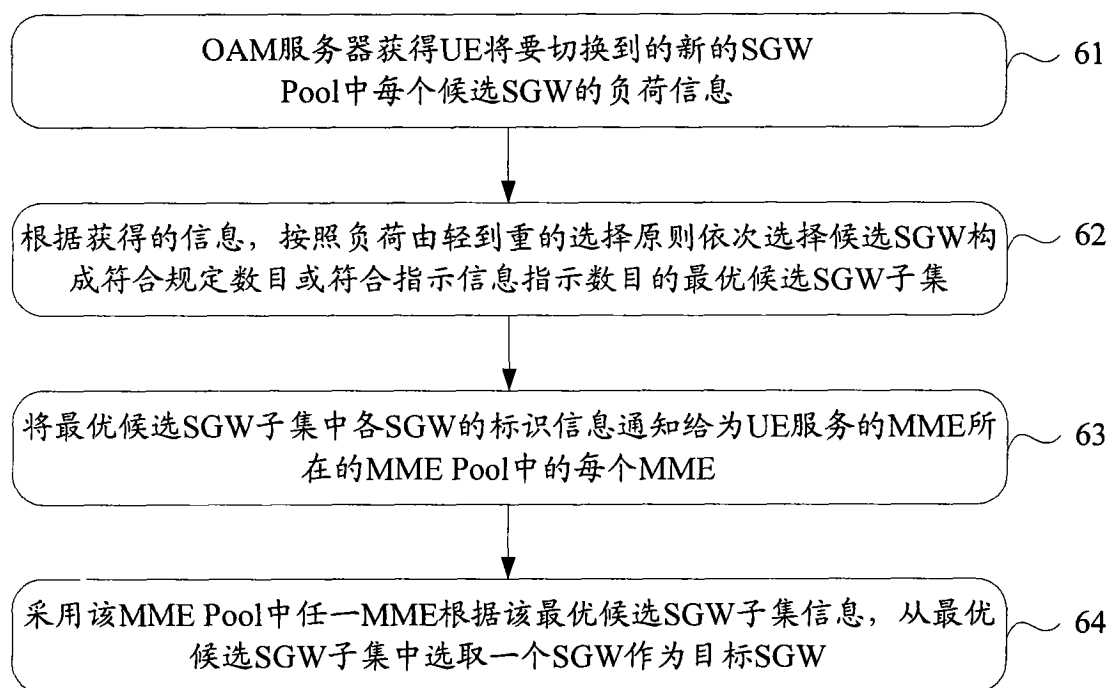 OAM服务器获得UE将要切换到的新的SGW
Pool中每个候选SGW的负荷信息
61
根据获得的信息，按照负荷由轻到重的选择原则依次选择候选SGW构
成符合规定数目或符合指示信息指示数目的最优候选SGW子集
62
将最优候选SGW子集中各SGW的标识信息通知给为UE服务的MME所
在的MME Pool中的每个MME
63
采用该MME Pool中任一MME根据该最优候选SGW子集信息，从最优
候选SGW子集中选取一个SGW作为目标SGW
64